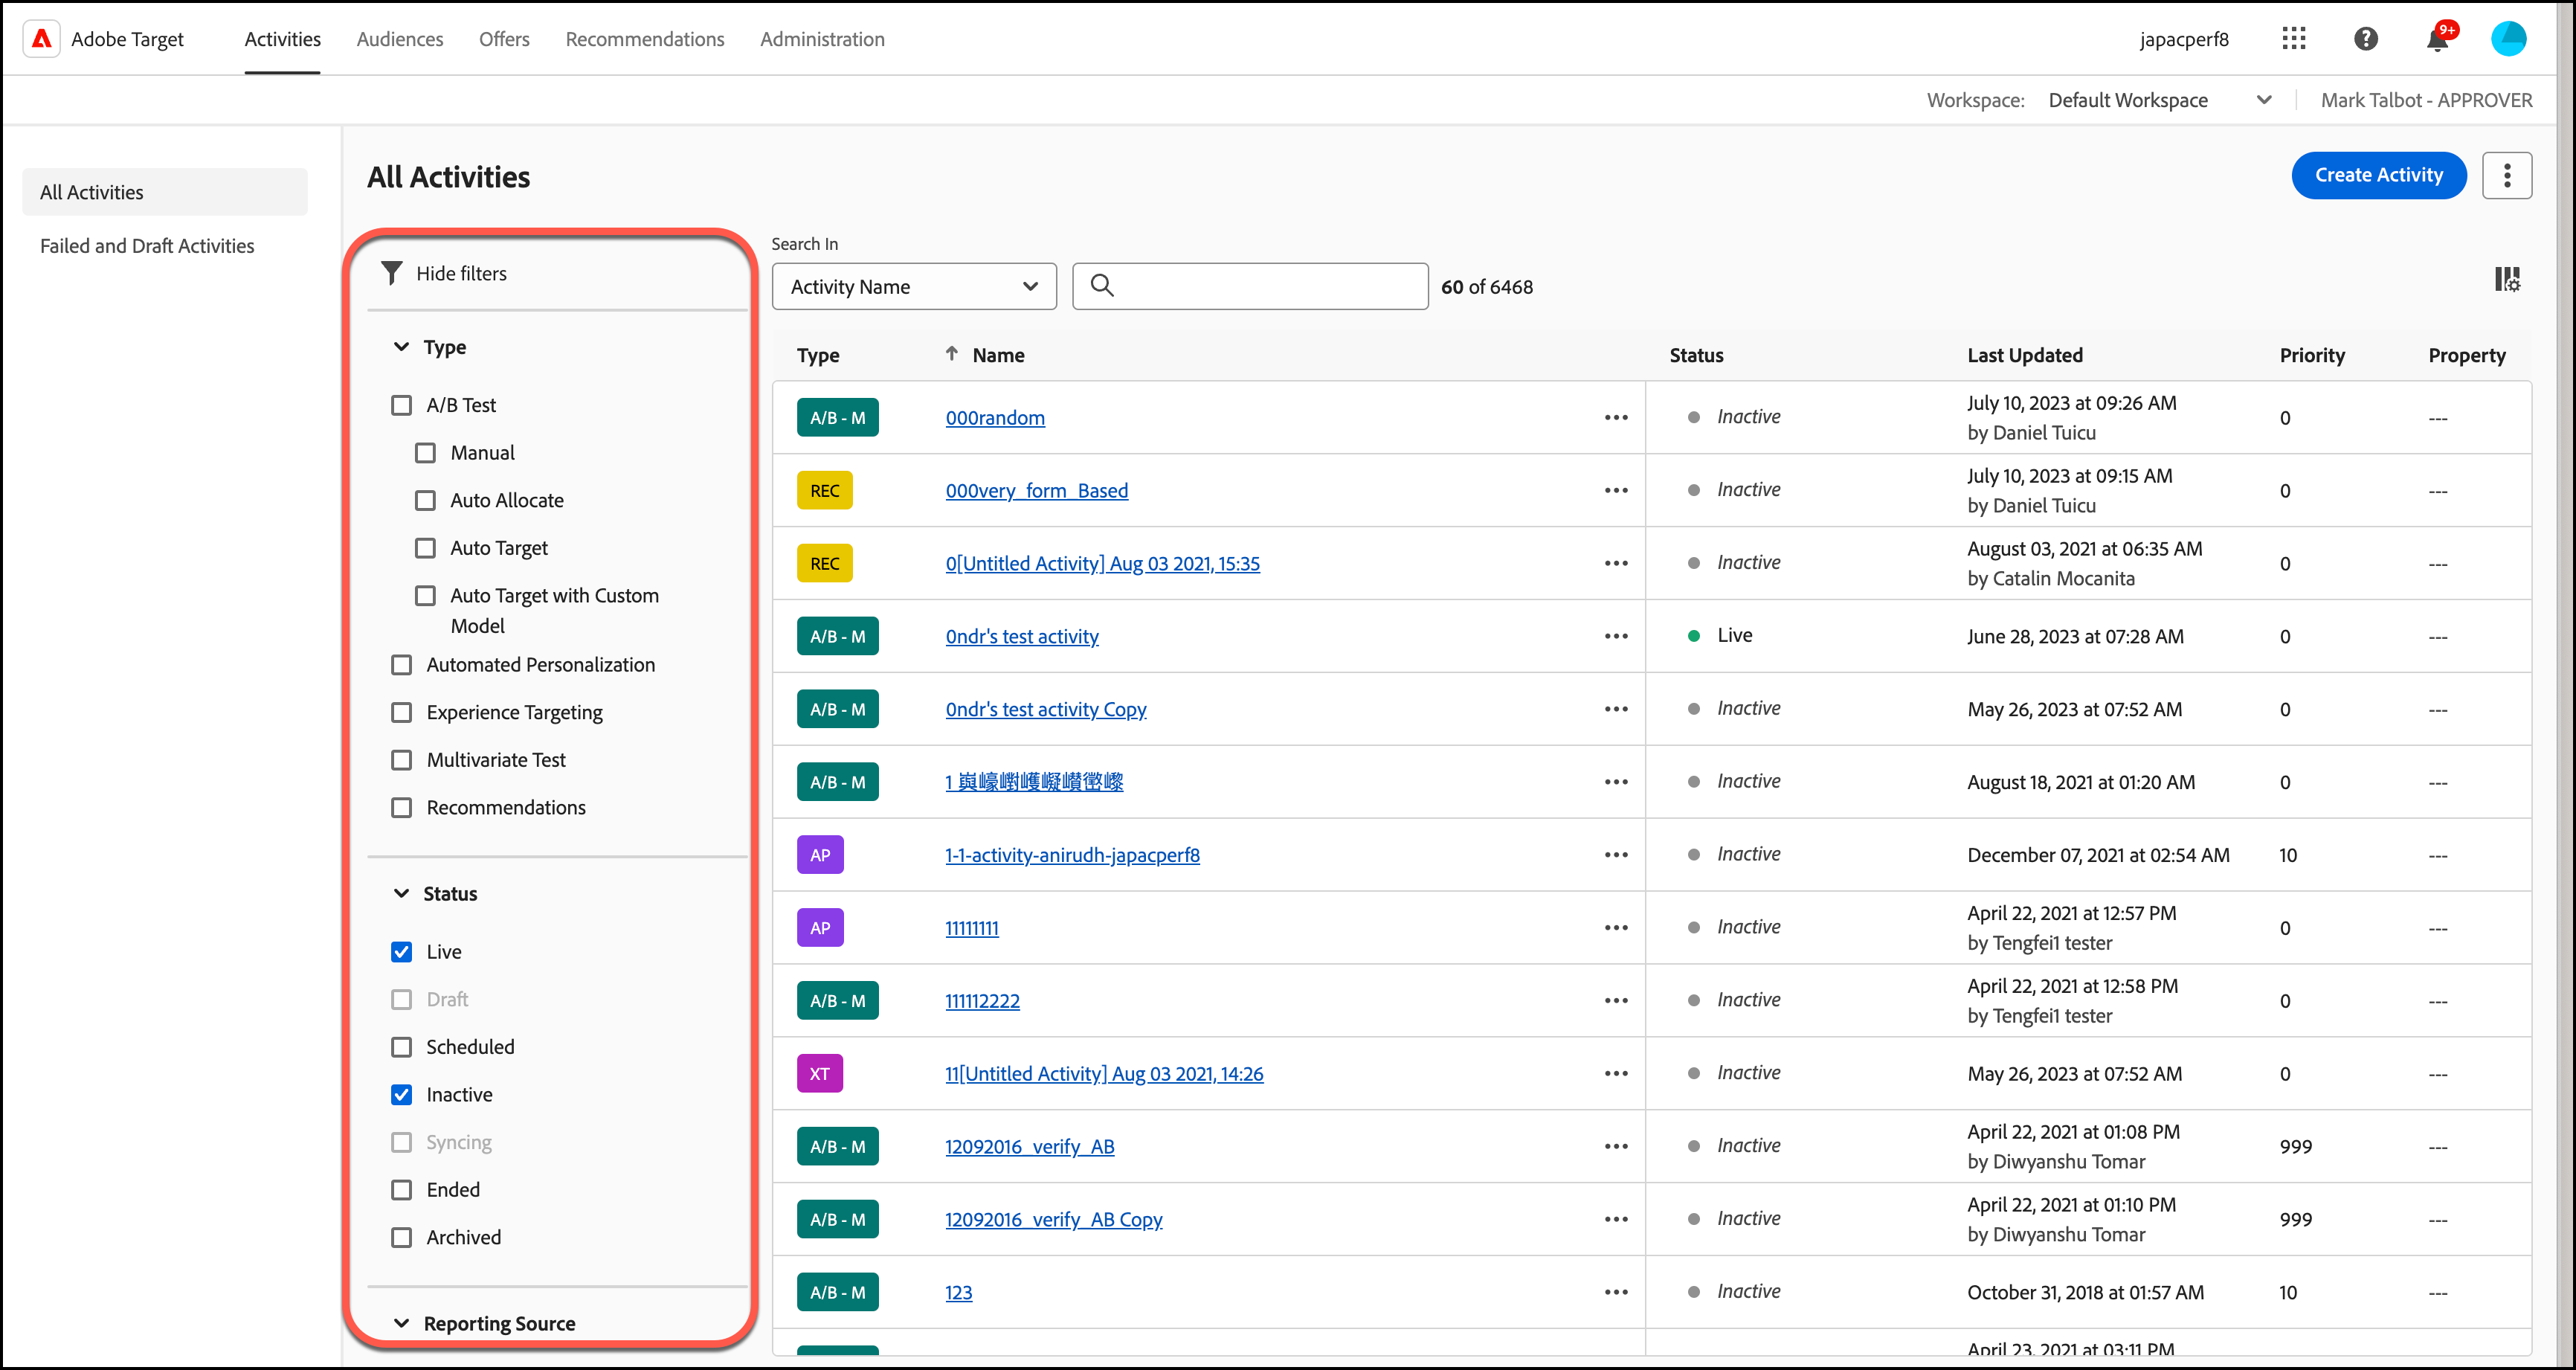 Adobe Target
Activities
Audiences
Offers
Recommendations
Administration
japacperf8
9+
Workspace: Default Workspace
Mark Talbot - APPROVER
All Activities
Failed and Draft Activities
All Activities
Create Activity
Hide filters
Type
A/B Test
Manual
Auto Allocate
Auto Target
Auto Target with Custom
Model
Automated Personalization
Experience Targeting
Multivariate Test
Recommendations
Status
Live
Draft
Scheduled
Inactive
Syncing
Ended
Archived
Reporting Source
Search In
Activity Name
60 of 6468
Type Name Status Last Updated Priority Property
A/B - M 000random Inactive July 10, 2023 at 09:26 AM 0 ---
by Daniel Tuicu
REC 000very_form_Based Inactive July 10, 2023 at 09:15 AM 0 ---
by Daniel Tuicu
REC 0[Untitled Activity] Aug 03 2021, 15:35 Inactive August 03, 2021 at 06:35 AM 0 ---
by Catalin Mocanita
A/B - M 0ndr's test activity Live June 28, 2023 at 07:28 AM 0 ---
A/B - M 0ndr's test activity Copy Inactive May 26, 2023 at 07:52 AM 0 ---
A/B - M 1 Inactive August 18, 2021 at 01:20 AM 0 ---
AP 1-1-activity-anirudh-japacperf8 Inactive December 07, 2021 at 02:54 AM 10 ---
AP 11111111 Inactive April 22, 2021 at 12:57 PM 0 ---
by Tengfei1 tester
A/B - M 111112222 Inactive April 22, 2021 at 12:58 PM 0 ---
by Tengfei1 tester
XT 11[Untitled Activity] Aug 03 2021, 14:26 Inactive May 26, 2023 at 07:52 AM 0 ---
A/B - M 12092016_verify_AB Inactive April 22, 2021 at 01:08 PM 999 ---
by Diwyanshu Tomar
A/B - M 12092016_verify_AB Copy Inactive April 22, 2021 at 01:10 PM 999 ---
by Diwyanshu Tomar
A/B - M 123 Inactive October 31, 2018 at 01:57 AM 10 ---
April 23, 2021 at 03:11 PM